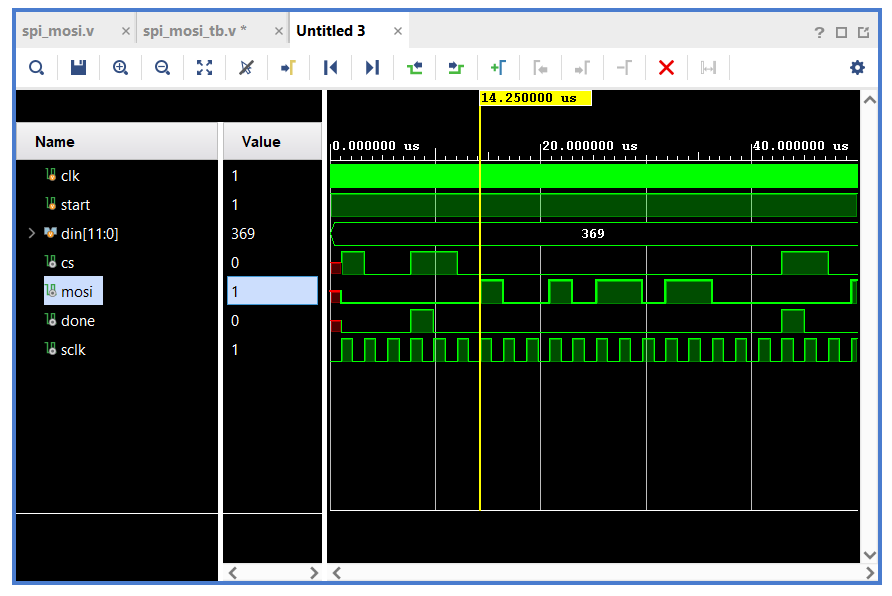 spi_mosi.v × spi_mosi_tb.v * × Untitled 3 × ?
14.250000 us
Name Value
0.000000 us 20.000000 us 40.000000 us
clk 1
start 1
din[11:0] 369 369
cs 0
mosi 1
done 0
sclk 1